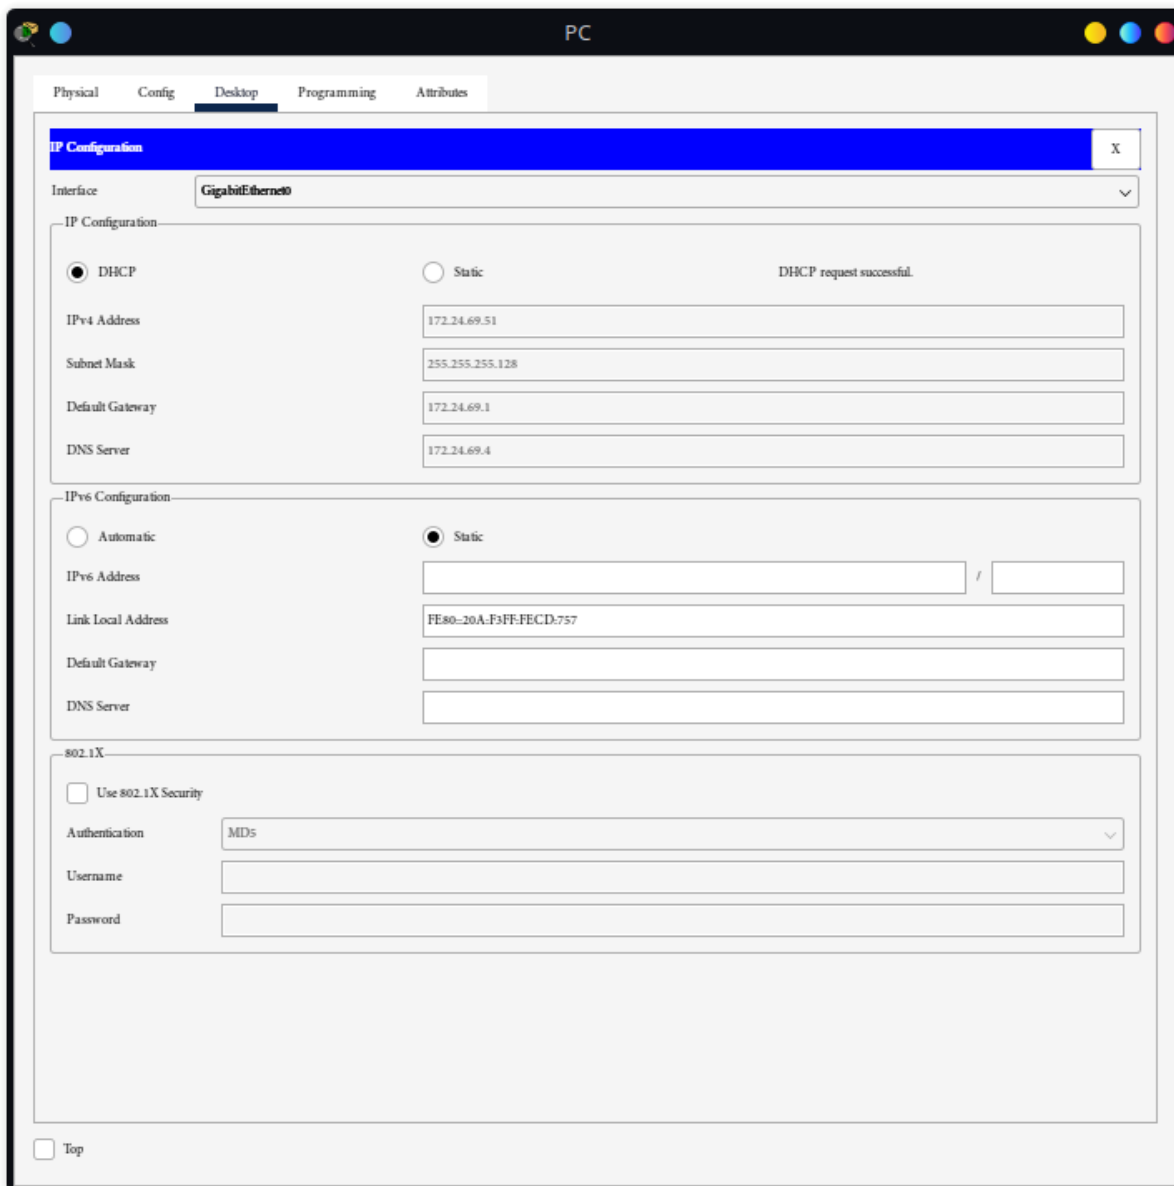 PC
Physical Config Desktop Programming Attributes
IP Configuration X
Interface GigabitEthernet0
IP Configuration
DHCP Static DHCP request successful.
IPv4 Address 172.24.69.51
Subnet Mask 255.255.255.128
Default Gateway 172.24.69.1
DNS Server 172.24.69.4
IPv6 Configuration
Automatic Static
IPv6 Address /
Link Local Address FE80::20A:F3FF:FECD:757
Default Gateway
DNS Server
802.1X
Use 802.1X Security
Authentication MD5
Username
Password
Top